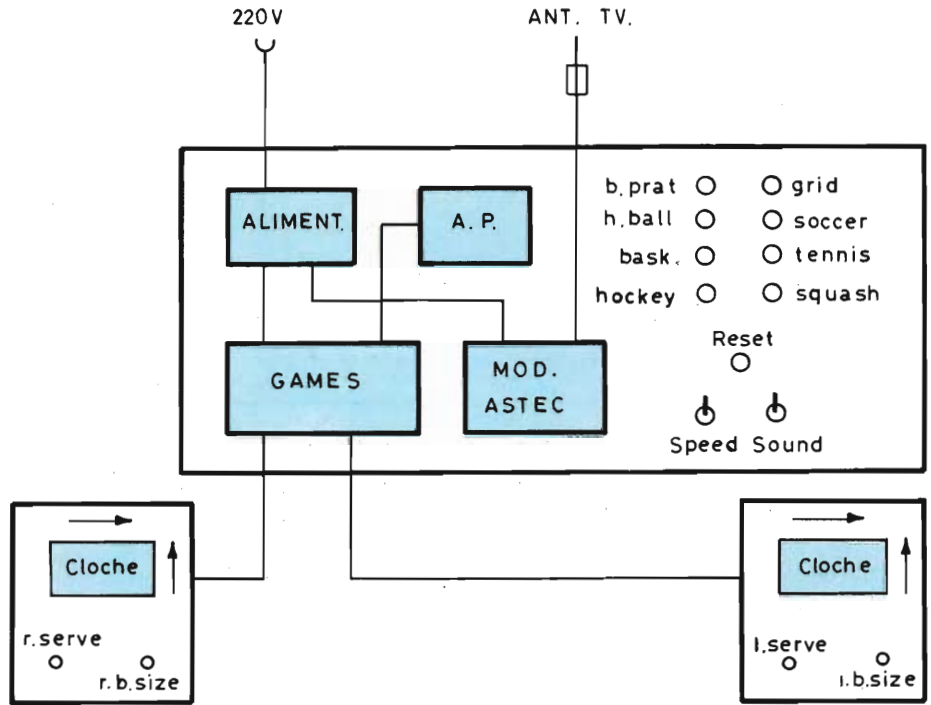 220V
ANT. TV.
ALIMENT.
A.P.
b.prat
grid
h.ball
soccer
bask.
tennis
hockey
squash
GAMES
MOD.
ASTEC
Reset
Speed
Sound
Cloche
r.serve
r.b.size
Cloche
l.serve
l.b.size